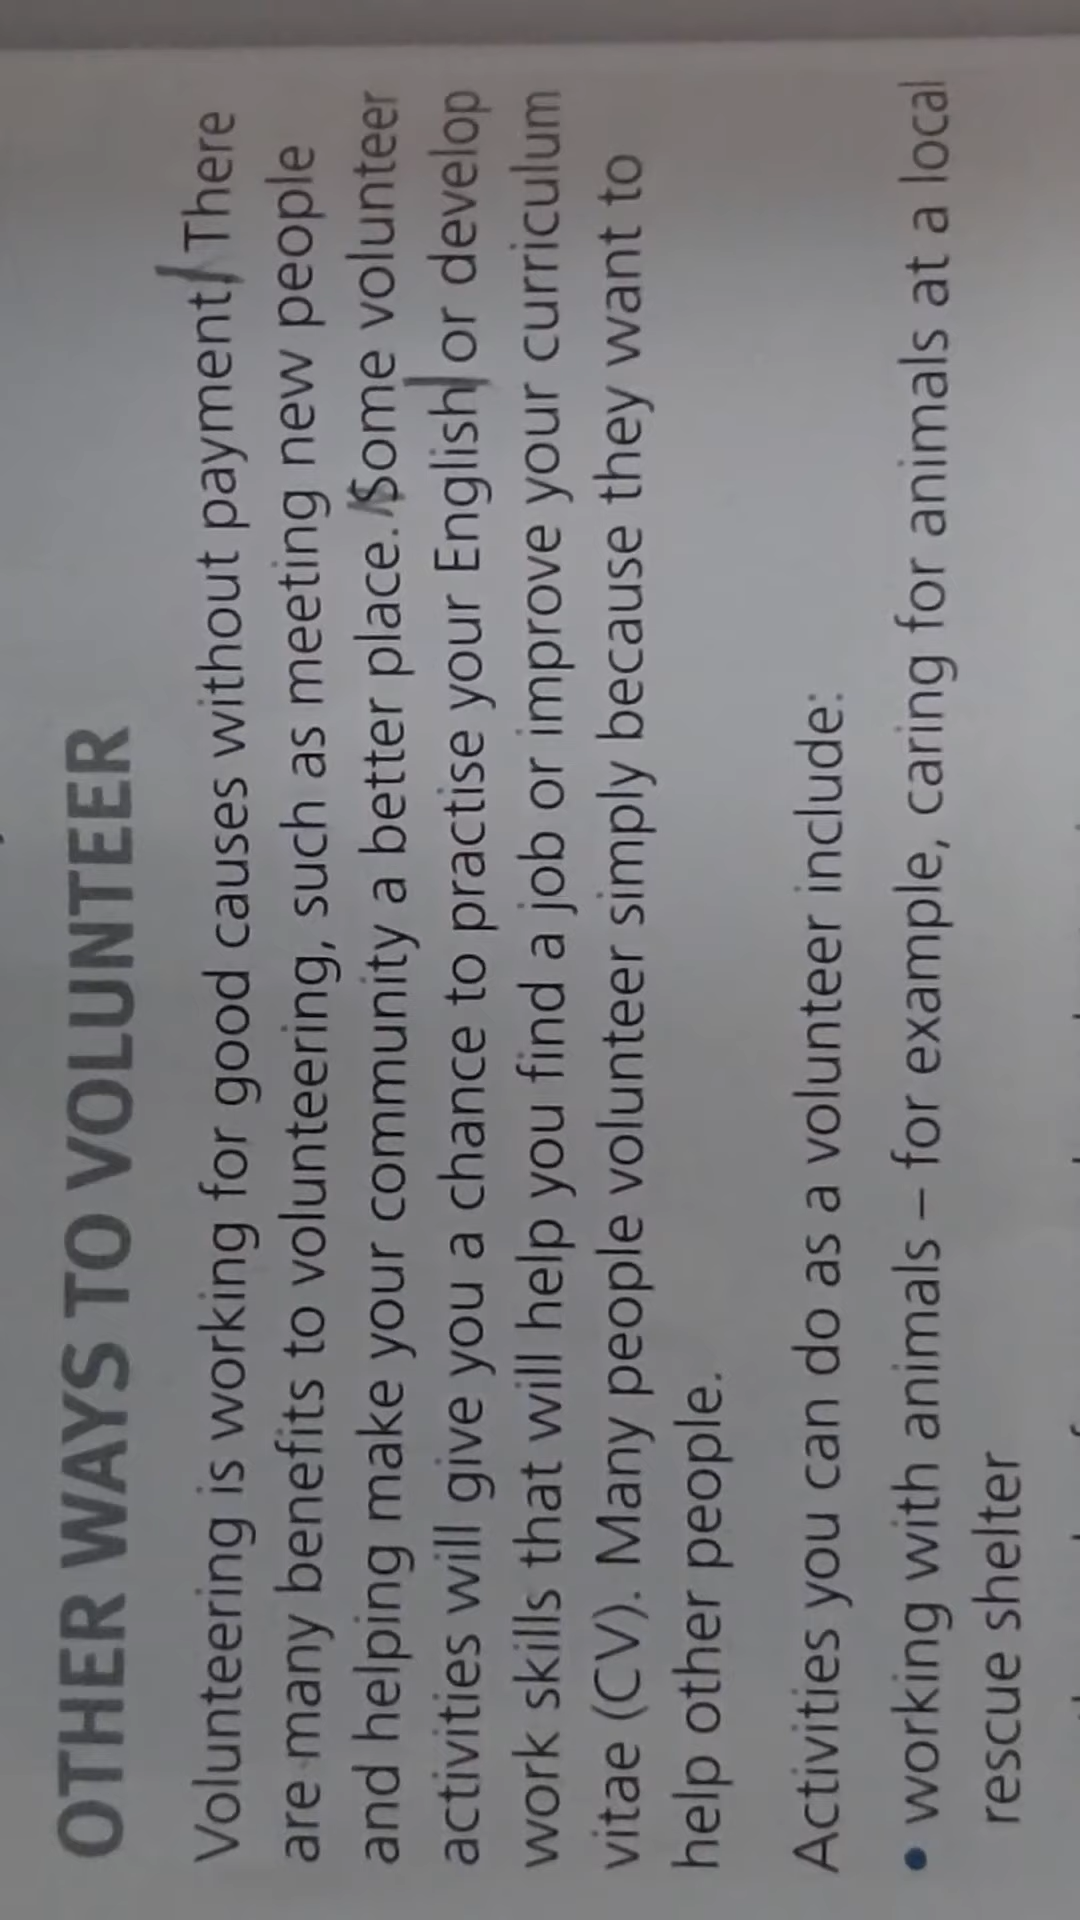 OTHER WAYS TO VOLUNTEER
Volunteering is working for good causes without payment. There
are many benefits to volunteering, such as meeting new people
and helping make your community a better place. Some volunteer
activities will give you a chance to practise your English or develop
work skills that will help you find a job or improve your curriculum
vitae (CV). Many people volunteer simply because they want to
help other people.
Activities you can do as a volunteer include:
• working with animals – for example, caring for animals at a local
rescue shelter